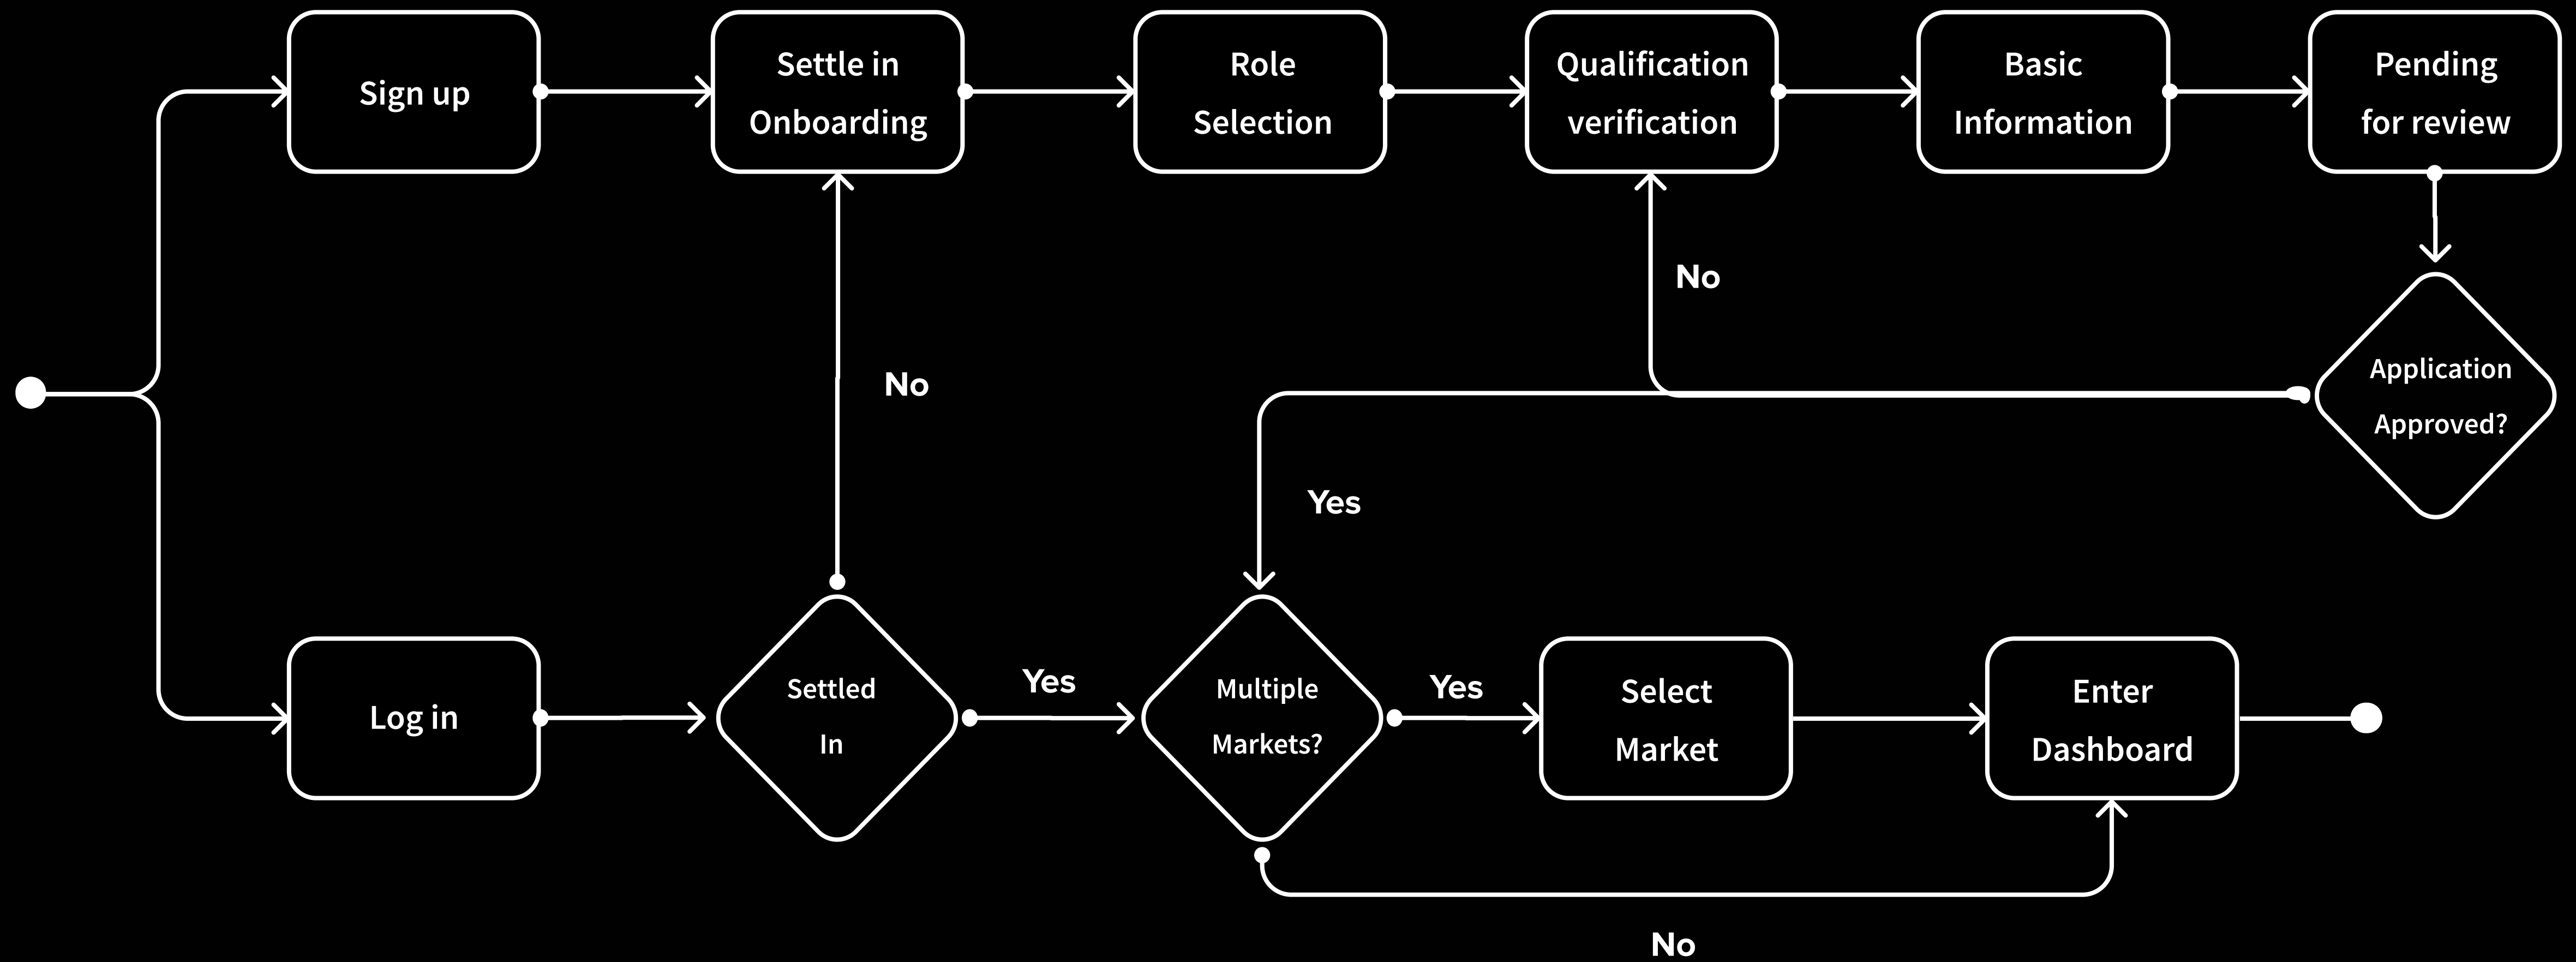 Sign up
Settle in
Onboarding
Role
Selection
Qualification
verification
Basic
Information
Pending
for review
No
No
Application
Approved?
Yes
Log in
Settled
In
Yes
Multiple
Markets?
Yes
Select
Market
Enter
Dashboard
No